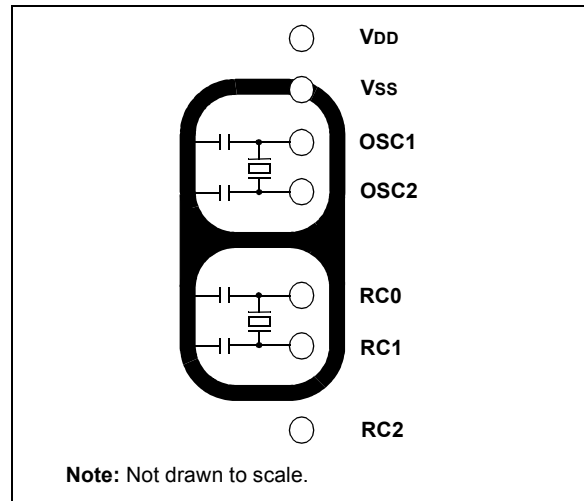 VDD
VSS
OSC1
OSC2
RC0
RC1
RC2
Note: Not drawn to scale.